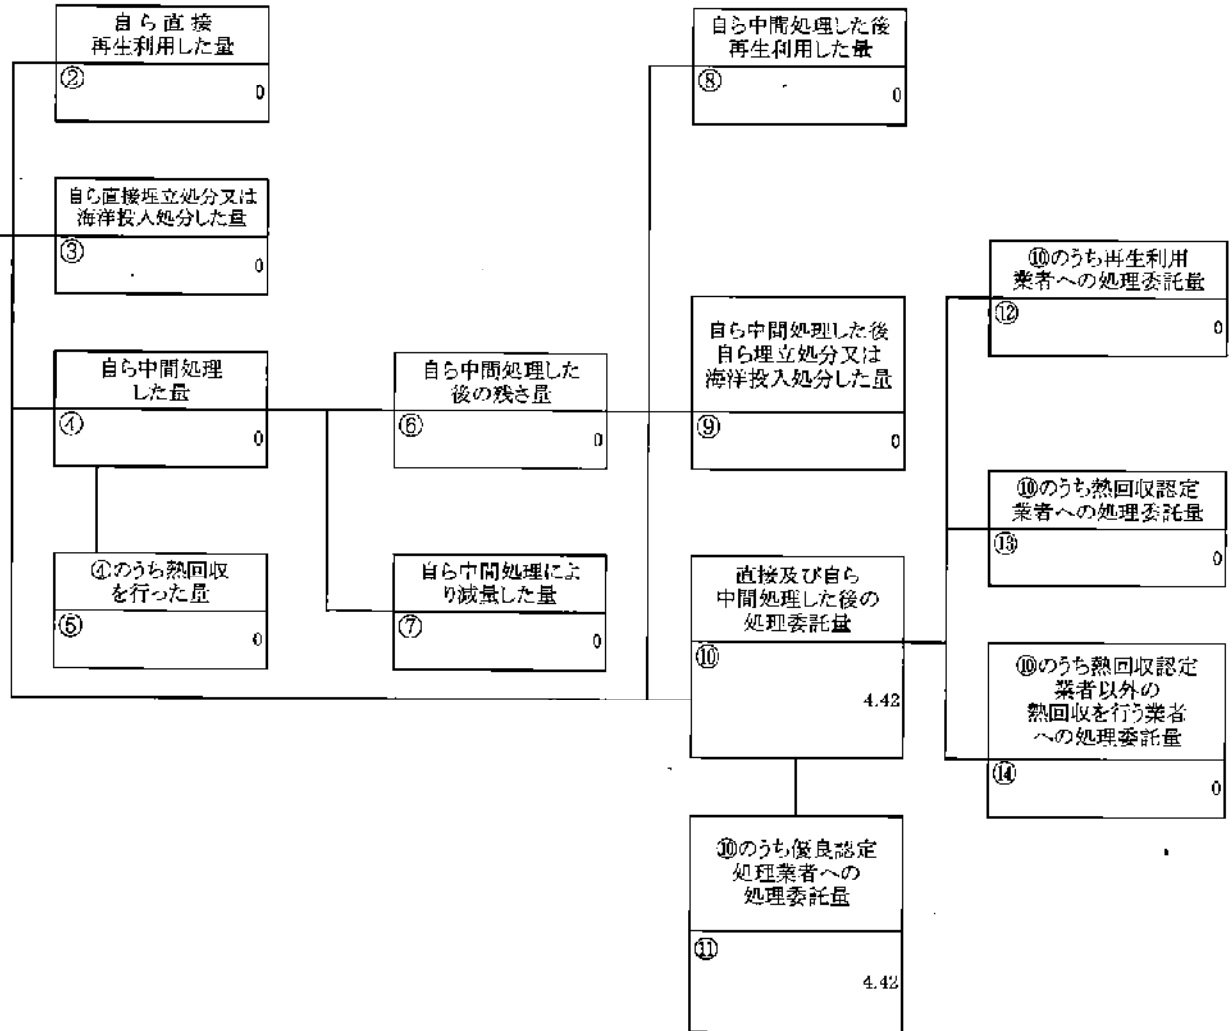 自ら直接
再生利用した量
②
0
自ら直接埋立処分又は
海洋投入処分した量
③
0
自ら中間処理
した量
④
0
④のうち熱回収
を行った量
⑤
0
自ら中間処理した
後の残さ量
⑥
0
自ら中間処理によ
り減量した量
⑦
0
自ら中間処理した後
再生利用した量
⑧
0
自ら中間処理した後
自ら埋立処分又は
海洋投入処分した量
⑨
0
直接及び自ら
中間処理した後の
処理委託量
⑩
4.42
⑩のうち優良認定
処理業者への
処理委託量
⑪
4.42
⑩のうち再生利用
業者への処理委託量
⑫
0
⑩のうち熱回収認定
業者への処理委託量
⑬
0
⑩のうち熱回収認定
業者以外の
熱回収を行う業者
への処理委託量
⑭
0